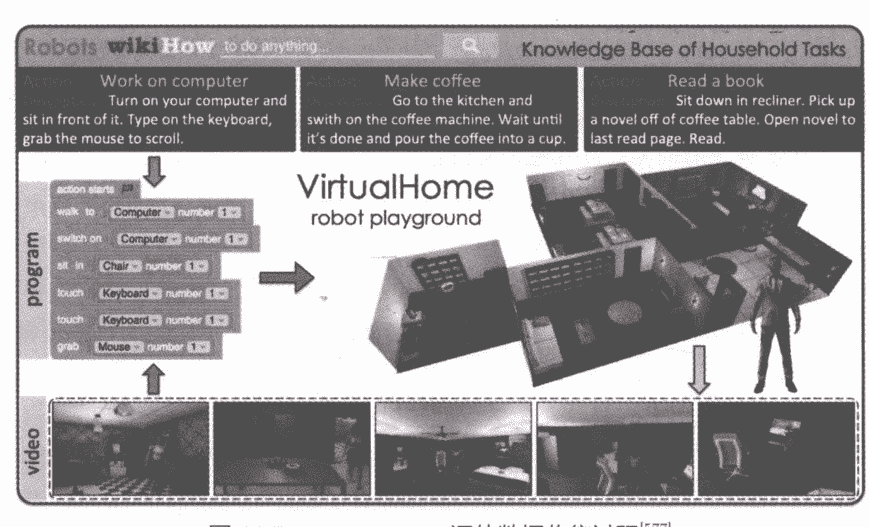 Robots wikiHow to do anything... Knowledge Base of Household Tasks
Action Work on computer
Description Turn on your computer and
sit in front of it. Type on the keyboard,
grab the mouse to scroll.
Action Make coffee
Go to the kitchen and
swith on the coffee machine. Wait until
it's done and pour the coffee into a cup.
Action Read a book
Description Sit down in recliner. Pick up
a novel off of coffee table. Open novel to
last read page. Read.
program
action starts
walk to Computer number 1
switch on Computer number 1
sit in Chair number 1
touch Keyboard number 1
touch Keyboard number 1
grab Mouse number 1
VirtualHome
robot playground
video